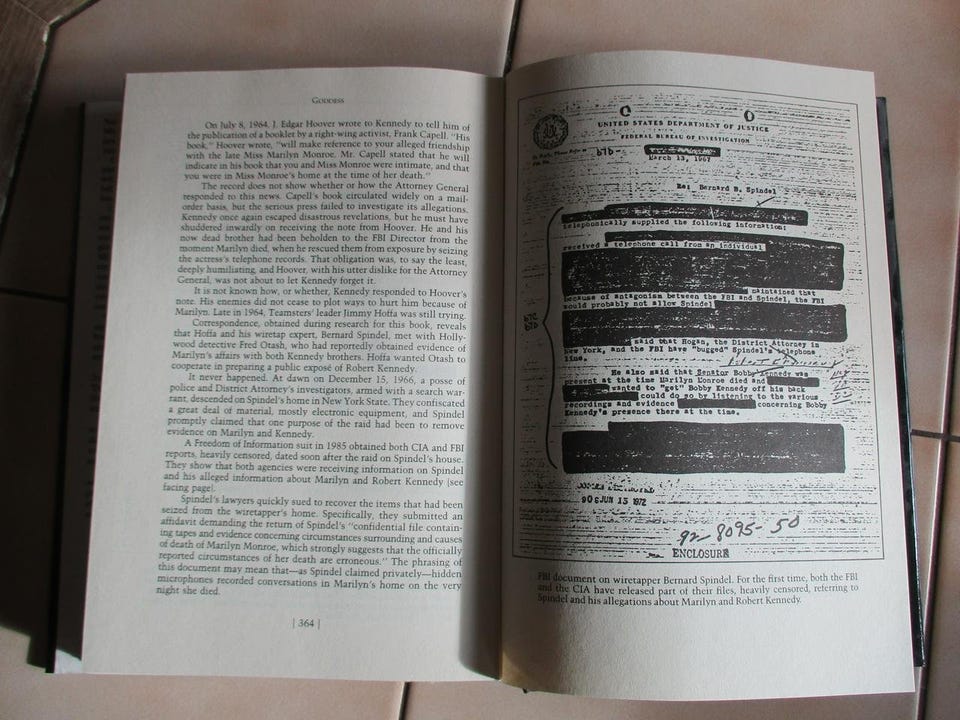 GODDESS
On July 8, 1964, J. Edgar Hoover wrote to Kennedy to tell him of
the publication of a booklet by a right-wing activist, Frank Capell. "His
book," Hoover wrote, "will make reference to your alleged friendship
with the late Miss Marilyn Monroe. Mr. Capell stated that he will
indicate in his book that you and Miss Monroe were intimate, and that
you were in Miss Monroe's home at the time of her death."
The record does not show whether or how the Attorney General
responded to this news. Capell's book circulated widely on a mail-
order basis, but the serious press failed to investigate its allegations.
Kennedy once again escaped disastrous revelations, but he must have
shuddered inwardly on receiving the note from Hoover. He and his
now dead brother had been beholden to the FBI Director from the
moment Marilyn died, when he rescued them from exposure by seizing
the actress's telephone records. That obligation was, to say the least,
deeply humiliating, and Hoover, with his utter dislike for the Attorney
General, was not about to let Kennedy forget it.
It is not known how, or whether, Kennedy responded to Hoover's
note. His enemies did not cease to plot ways to hurt him because of
Marilyn. Late in 1964, Teamsters' leader Jimmy Hoffa was still trying.
Correspondence, obtained during research for this book, reveals
that Hoffa and his wiretap expert, Bernard Spindel, met with Holly-
wood detective Fred Otash, who had reportedly obtained evidence of
Marilyn's affairs with both Kennedy brothers. Hoffa wanted Otash to
cooperate in preparing a public exposé of Robert Kennedy.
It never happened. At dawn on December 15, 1966, a posse of
police and District Attorney's investigators, armed with a search war-
rant, descended on Spindel's home in New York State. They confiscated
a great deal of material, mostly electronic equipment, and Spindel
promptly claimed that one purpose of the raid had been to remove
evidence on Marilyn and Kennedy.
A Freedom of Information suit in 1985 obtained both CIA and FBI
reports, heavily censored, dated soon after the raid on Spindel's house.
They show that both agencies were receiving information on Spindel
and his alleged information about Marilyn and Robert Kennedy (see
facing page).
Spindel's lawyers quickly sued to recover the items that had been
seized from the wiretapper's home. Specifically, they submitted an
affidavit demanding the return of Spindel's "confidential file contain-
ing tapes and evidence concerning circumstances surrounding and causes
of death of Marilyn Monroe, which strongly suggests that the officially
reported circumstances of her death are erroneous." The phrasing of
this document may mean that—as Spindel claimed privately—hidden
microphones recorded conversations in Marilyn's home on the very
night she died.
| 364 |
UNITED STATES DEPARTMENT OF JUSTICE
FEDERAL BUREAU OF INVESTIGATION
In Reply, Please Refer to
File No.
b7D
March 13, 1967
Re: Bernard B. Spindel
telephonically supplied the following information:
received a telephone call from an individual
maintained that
because of antagonism between the FBI and Spindel, the FBI
would probably not allow Spindel
b7C
b7D
said that Hogan, the District Attorney in
New York, and the FBI have "bugged" Spindel's telephone
line.
He also said that Senator Bobby Kennedy was
present at the time Marilyn Monroe died and
wanted to "get" Bobby Kennedy off his back
could do so by listening to the various
recordings and evidence concerning Bobby
Kennedy's presence there at the time.
90 JUN 13 1972
92-8095-50
ENCLOSURE
FBI document on wiretapper Bernard Spindel. For the first time, both the FBI
and the CIA have released part of their files, heavily censored, referring to
Spindel and his allegations about Marilyn and Robert Kennedy.